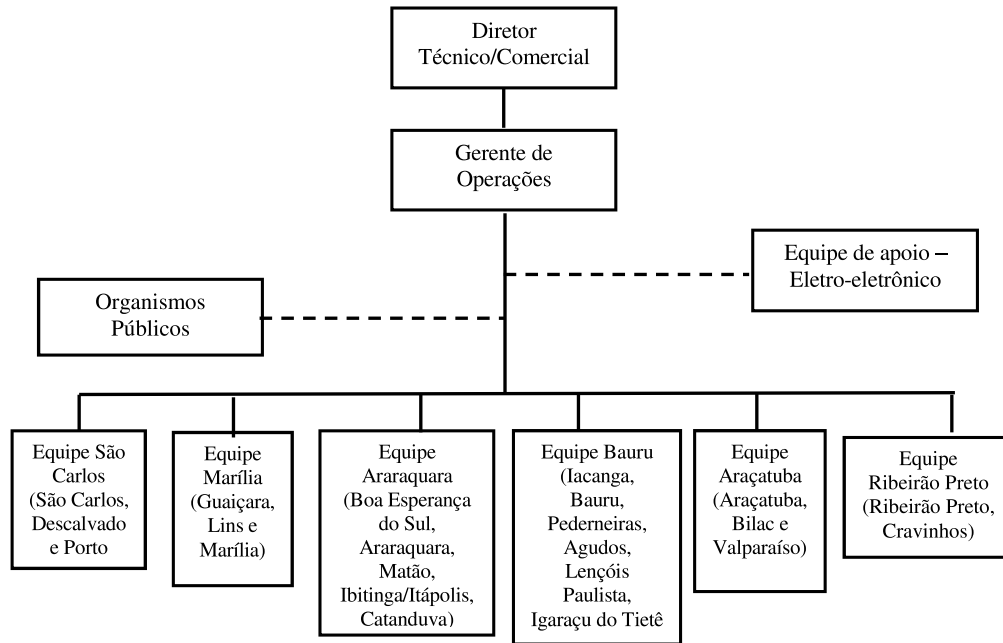 Diretor
Técnico/Comercial
Gerente de
Operações
Equipe de apoio –
Eletro-eletrônico
Organismos
Públicos
Equipe São
Carlos
(São Carlos,
Descalvado
e Porto
Equipe
Marília
(Guaiçara,
Lins e
Marília)
Equipe
Araraquara
(Boa Esperança
do Sul,
Araraquara,
Matão,
Ibitinga/Itápolis,
Catanduva)
Equipe Bauru
(Iacanga,
Bauru,
Pederneiras,
Agudos,
Lençóis
Paulista,
Igaraçu do Tietê
Equipe
Araçatuba
(Araçatuba,
Bilac e
Valparaíso)
Equipe
Ribeirão Preto
(Ribeirão Preto,
Cravinhos)